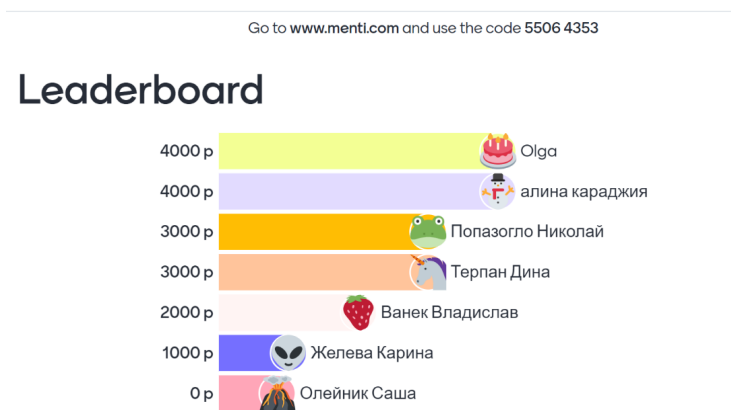 Go to www.menti.com and use the code 5506 4353
Leaderboard
4000 p Olga
4000 p алина караджия
3000 p Попазогло Николай
3000 p Терпан Дина
2000 p Ванек Владислав
1000 p Желева Карина
0 p Олейник Саша